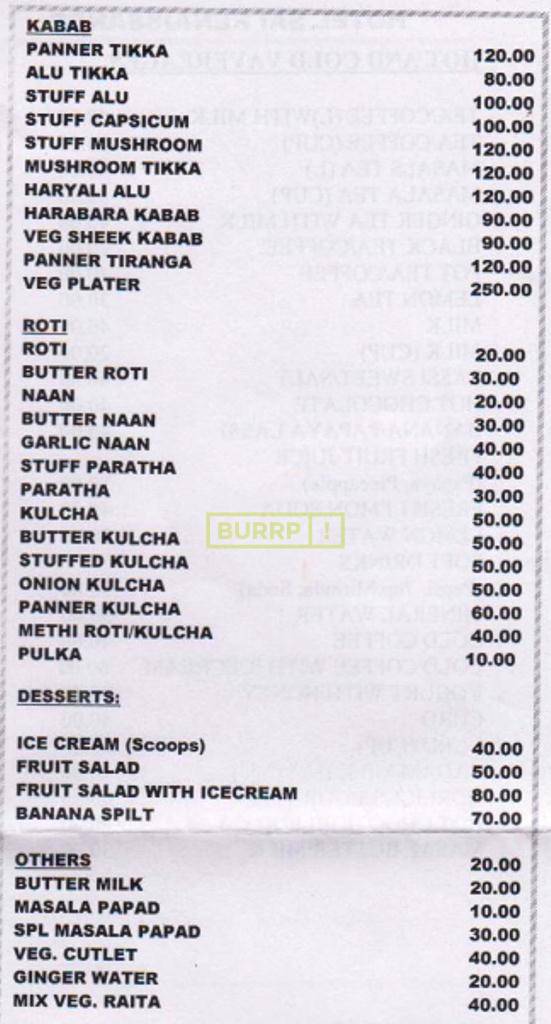 KABAB
PANNER TIKKA 120.00
ALU TIKKA 80.00
STUFF ALU 100.00
STUFF CAPSICUM 100.00
STUFF MUSHROOM 120.00
MUSHROOM TIKKA 120.00
HARYALI ALU 120.00
HARABARA KABAB 90.00
VEG SHEEK KABAB 90.00
PANNER TIRANGA 120.00
VEG PLATER 250.00
ROTI
ROTI 20.00
BUTTER ROTI 30.00
NAAN 20.00
BUTTER NAAN 30.00
GARLIC NAAN 40.00
STUFF PARATHA 40.00
PARATHA 30.00
KULCHA 50.00
BURRP !
BUTTER KULCHA 50.00
STUFFED KULCHA 50.00
ONION KULCHA 50.00
PANNER KULCHA 60.00
METHI ROTI/KULCHA 40.00
PULKA 10.00
DESSERTS:
ICE CREAM (Scoops) 40.00
FRUIT SALAD 50.00
FRUIT SALAD WITH ICECREAM 80.00
BANANA SPILT 70.00
OTHERS 20.00
BUTTER MILK 20.00
MASALA PAPAD 10.00
SPL MASALA PAPAD 30.00
VEG. CUTLET 40.00
GINGER WATER 20.00
MIX VEG. RAITA 40.00